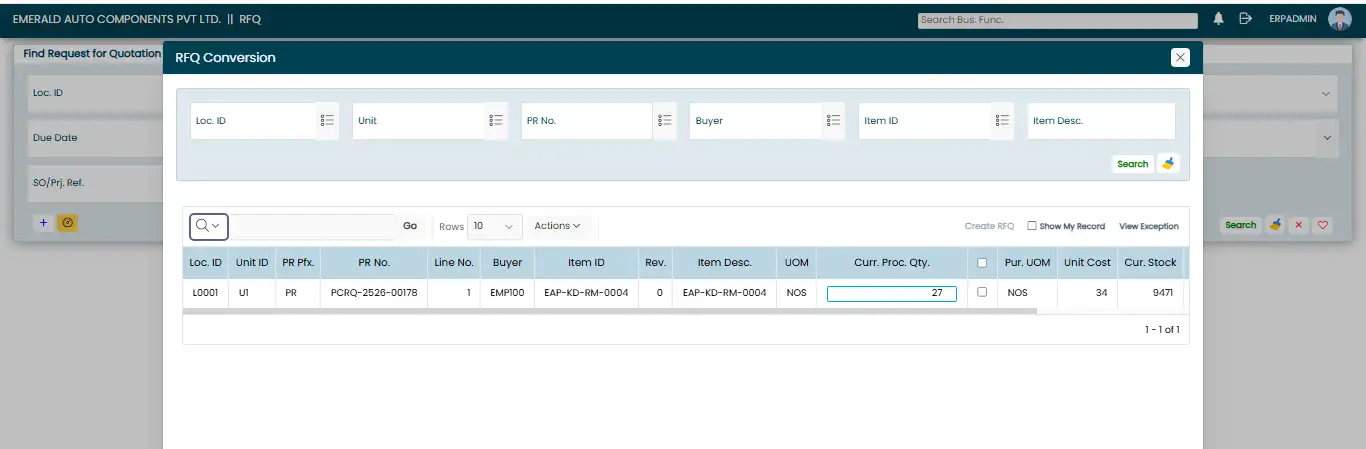 EMERALD AUTO COMPONENTS PVT LTD. || RFQ
Search Bus. Func.
ERPADMIN
Find Request for Quotation
Loc. ID
Due Date
SO/Prj. Ref.
Search
RFQ Conversion
Loc. ID Unit PR No. Buyer Item ID Item Desc.
Search
Go Rows 10 Actions Create RFQ Show My Record View Exception
Loc. ID Unit ID PR Pfx. PR No. Line No. Buyer Item ID Rev. Item Desc. UOM Curr. Proc. Qty. Pur. UOM Unit Cost Cur. Stock
L0001 U1 PR PCRQ-2526-00178 1 EMP100 EAP-KD-RM-0004 0 EAP-KD-RM-0004 NOS 27 NOS 34 9471
1 - 1 of 1